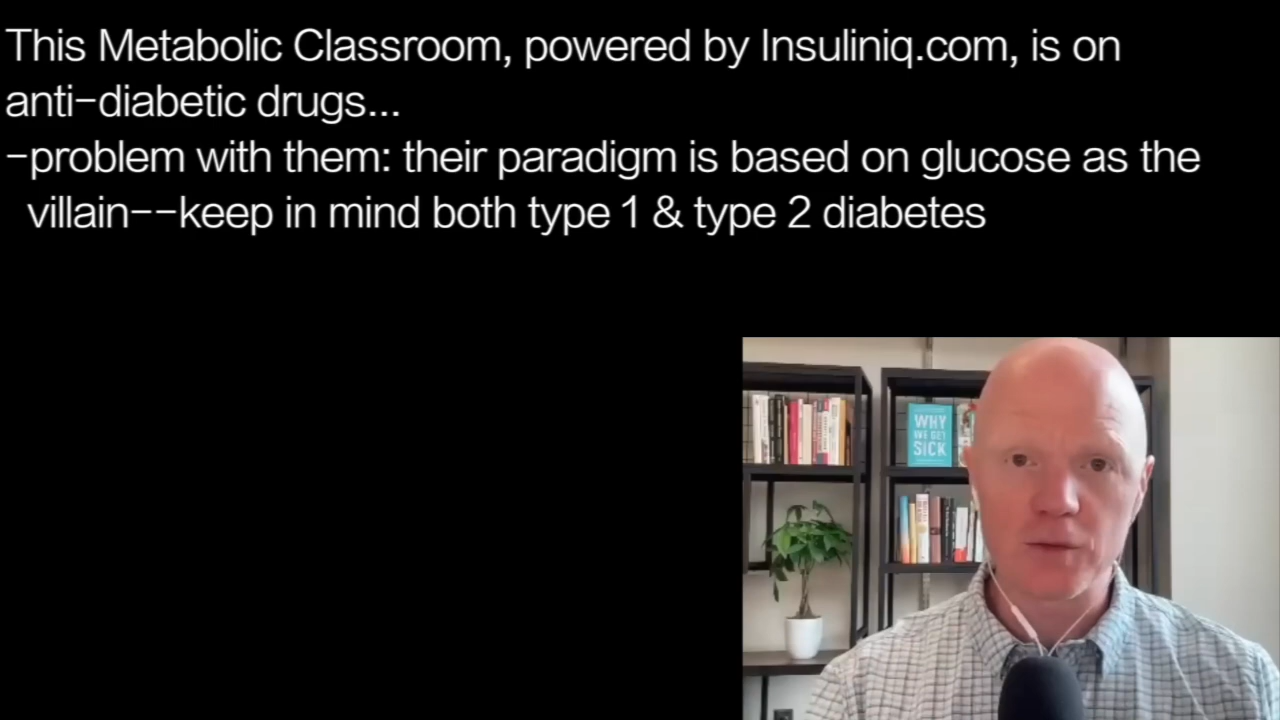 This Metabolic Classroom, powered by Insuliniq.com, is on
anti-diabetic drugs...
-problem with them: their paradigm is based on glucose as the
villain--keep in mind both type 1 & type 2 diabetes
WHY
WE GET
SICK